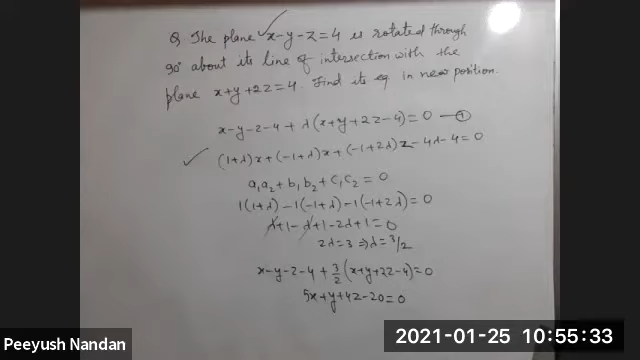 Q The plane ✓ x-y-z=4 is rotated through
90° about its line of intersection with the
plane x+y+2z=4. Find its eq in new position.
x-y-z-4+λ(x+y+2z-4)=0 —①
✓ (1+λ)x+(-1+λ)x+(-1+2λ)z-4λ-4=0
a₁a₂+b₁b₂+c₁c₂=0
1(1+λ)-1(-1+λ)-1(-1+2λ)=0
λ+1-λ+1-2λ+1=0
2λ=3 ⇒ λ=3/2
x-y-z-4+3/2(x+y+2z-4)=0
5x+y+4z-20=0
Peeyush Nandan
2021-01-25 10:55:33